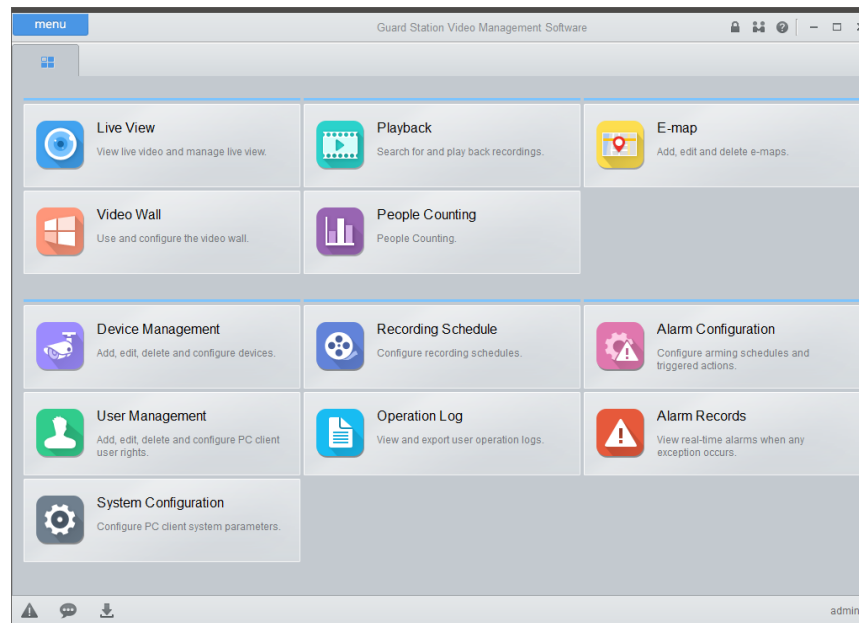 menu
Guard Station Video Management Software
Live View
View live video and manage live view.
Playback
Search for and play back recordings.
E-map
Add, edit and delete e-maps.
Video Wall
Use and configure the video wall.
People Counting
People Counting.
Device Management
Add, edit, delete and configure devices.
Recording Schedule
Configure recording schedules.
Alarm Configuration
Configure arming schedules and
triggered actions.
User Management
Add, edit, delete and configure PC client
user rights.
Operation Log
View and export user operation logs.
Alarm Records
View real-time alarms when any
exception occurs.
System Configuration
Configure PC client system parameters.
admin